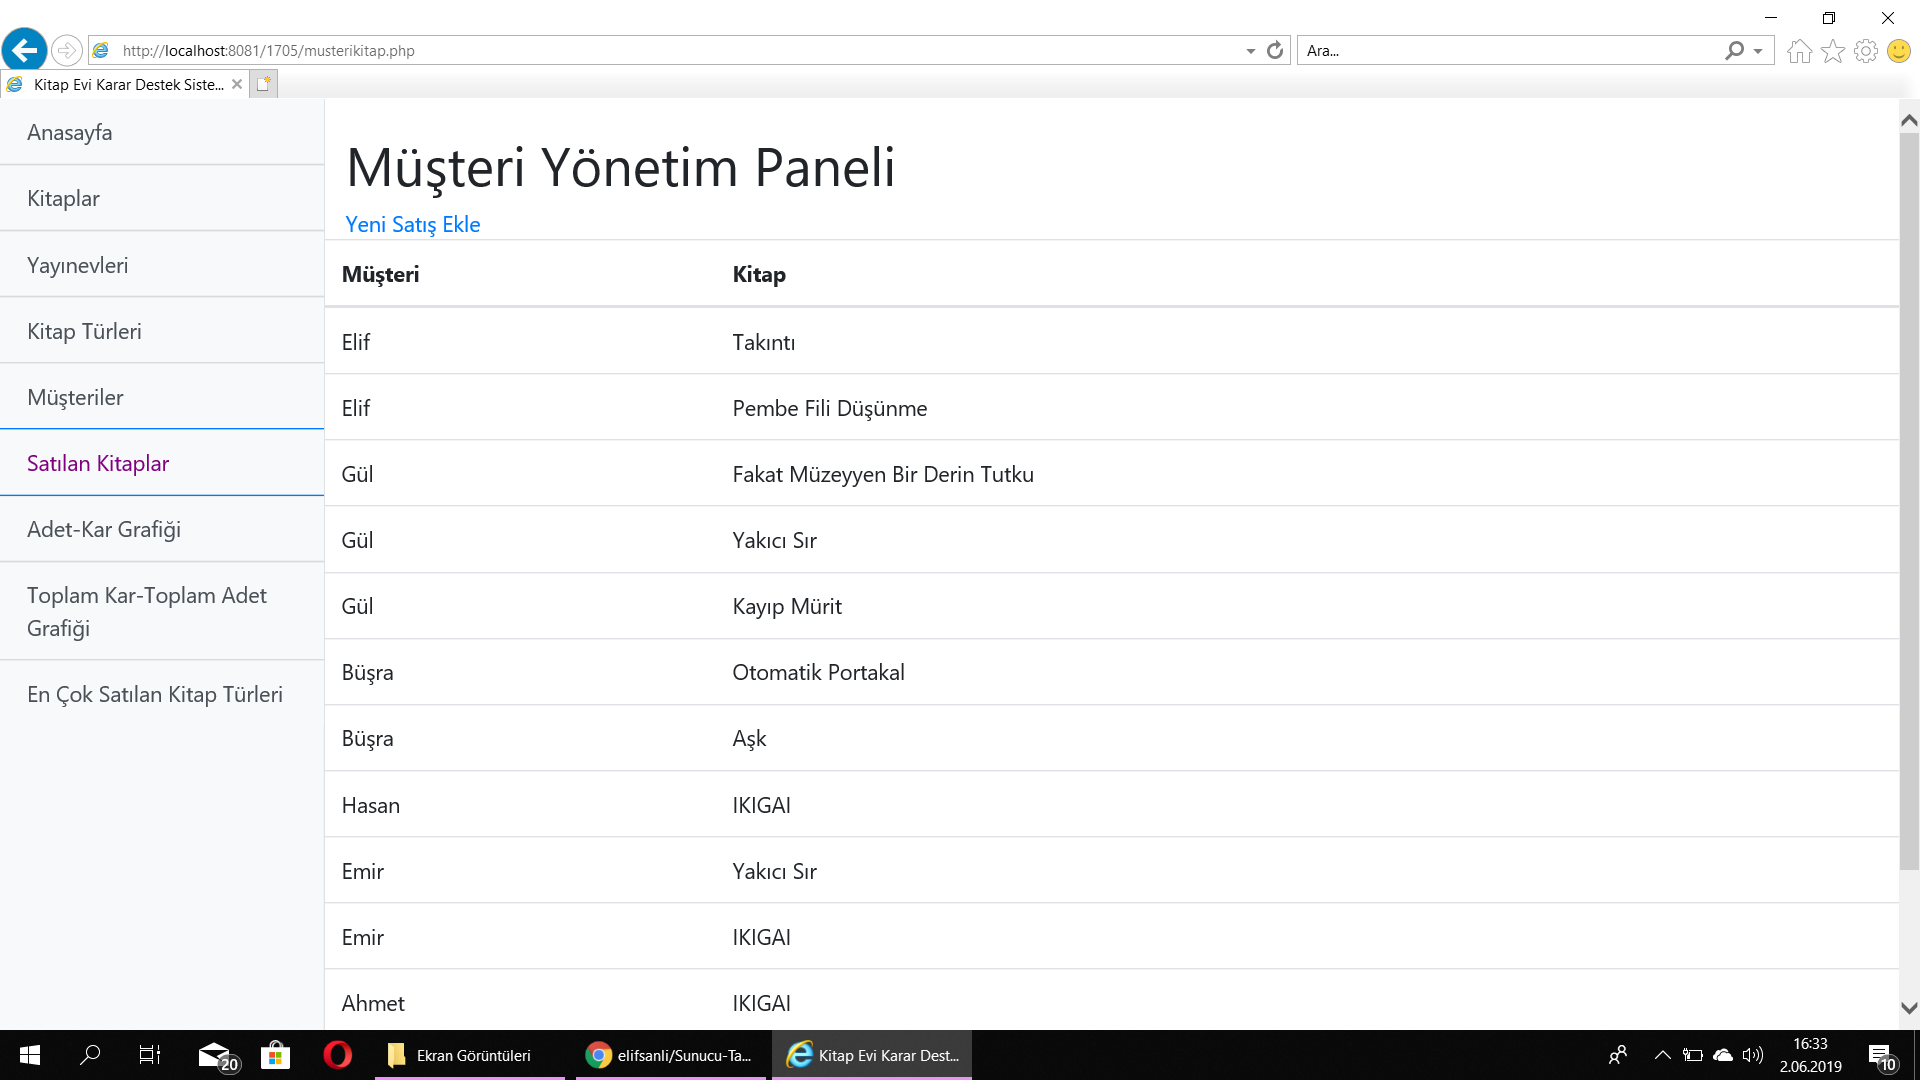 http://localhost:8081/1705/musterikitap.php
Ara...
Kitap Evi Karar Destek Siste...
Anasayfa
Kitaplar
Yayınevleri
Kitap Türleri
Müşteriler
Satılan Kitaplar
Adet-Kar Grafiği
Toplam Kar-Toplam Adet
Grafiği
En Çok Satılan Kitap Türleri
Müşteri Yönetim Paneli
Yeni Satış Ekle
Müşteri Kitap
Elif Takıntı
Elif Pembe Fili Düşünme
Gül Fakat Müzeyyen Bir Derin Tutku
Gül Yakıcı Sır
Gül Kayıp Mürit
Büşra Otomatik Portakal
Büşra Aşk
Hasan IKIGAI
Emir Yakıcı Sır
Emir IKIGAI
Ahmet IKIGAI
20
Ekran Görüntüleri
elifsanli/Sunucu-Ta...
Kitap Evi Karar Dest...
16:33
2.06.2019
10